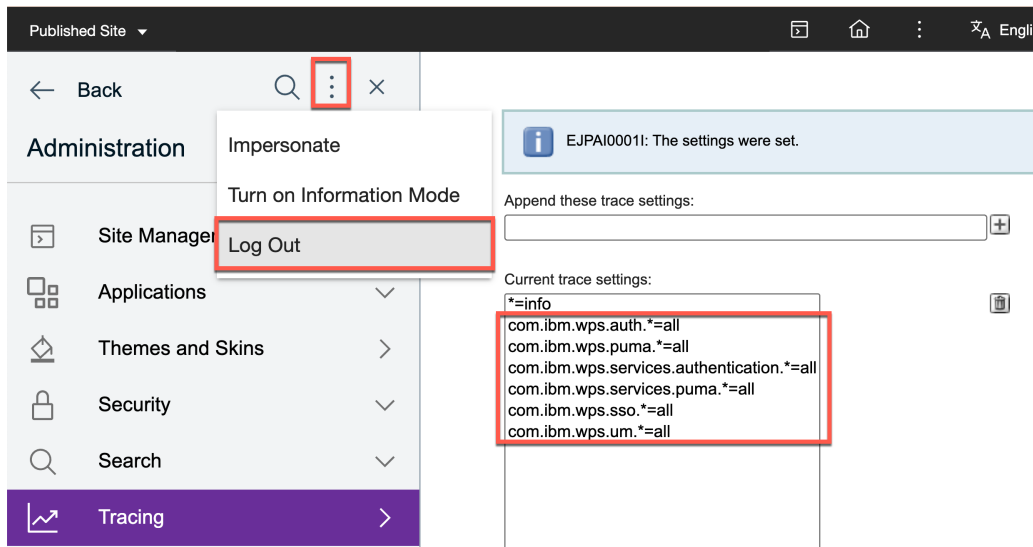 Published Site
Engli
Back
Administration
Impersonate
Turn on Information Mode
Log Out
Site Manager
Applications
Themes and Skins
Security
Search
Tracing
EJPAI0001I: The settings were set.
Append these trace settings:
Current trace settings:
*=info
com.ibm.wps.auth.*=all
com.ibm.wps.puma.*=all
com.ibm.wps.services.authentication.*=all
com.ibm.wps.services.puma.*=all
com.ibm.wps.sso.*=all
com.ibm.wps.um.*=all